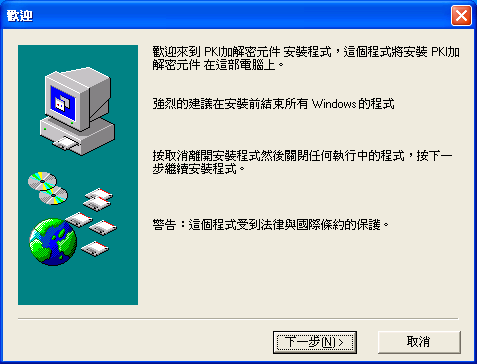 歡迎
歡迎來到 PKI加解密元件 安裝程式，這個程式將安裝 PKI加
解密元件 在這部電腦上。
強烈的建議在安裝前結束所有 Windows 的程式
按取消離開安裝程式然後關閉任何執行中的程式，按下一
步繼續安裝程式。
警告：這個程式受到法律與國際條約的保護。
下一步(N) >
取消